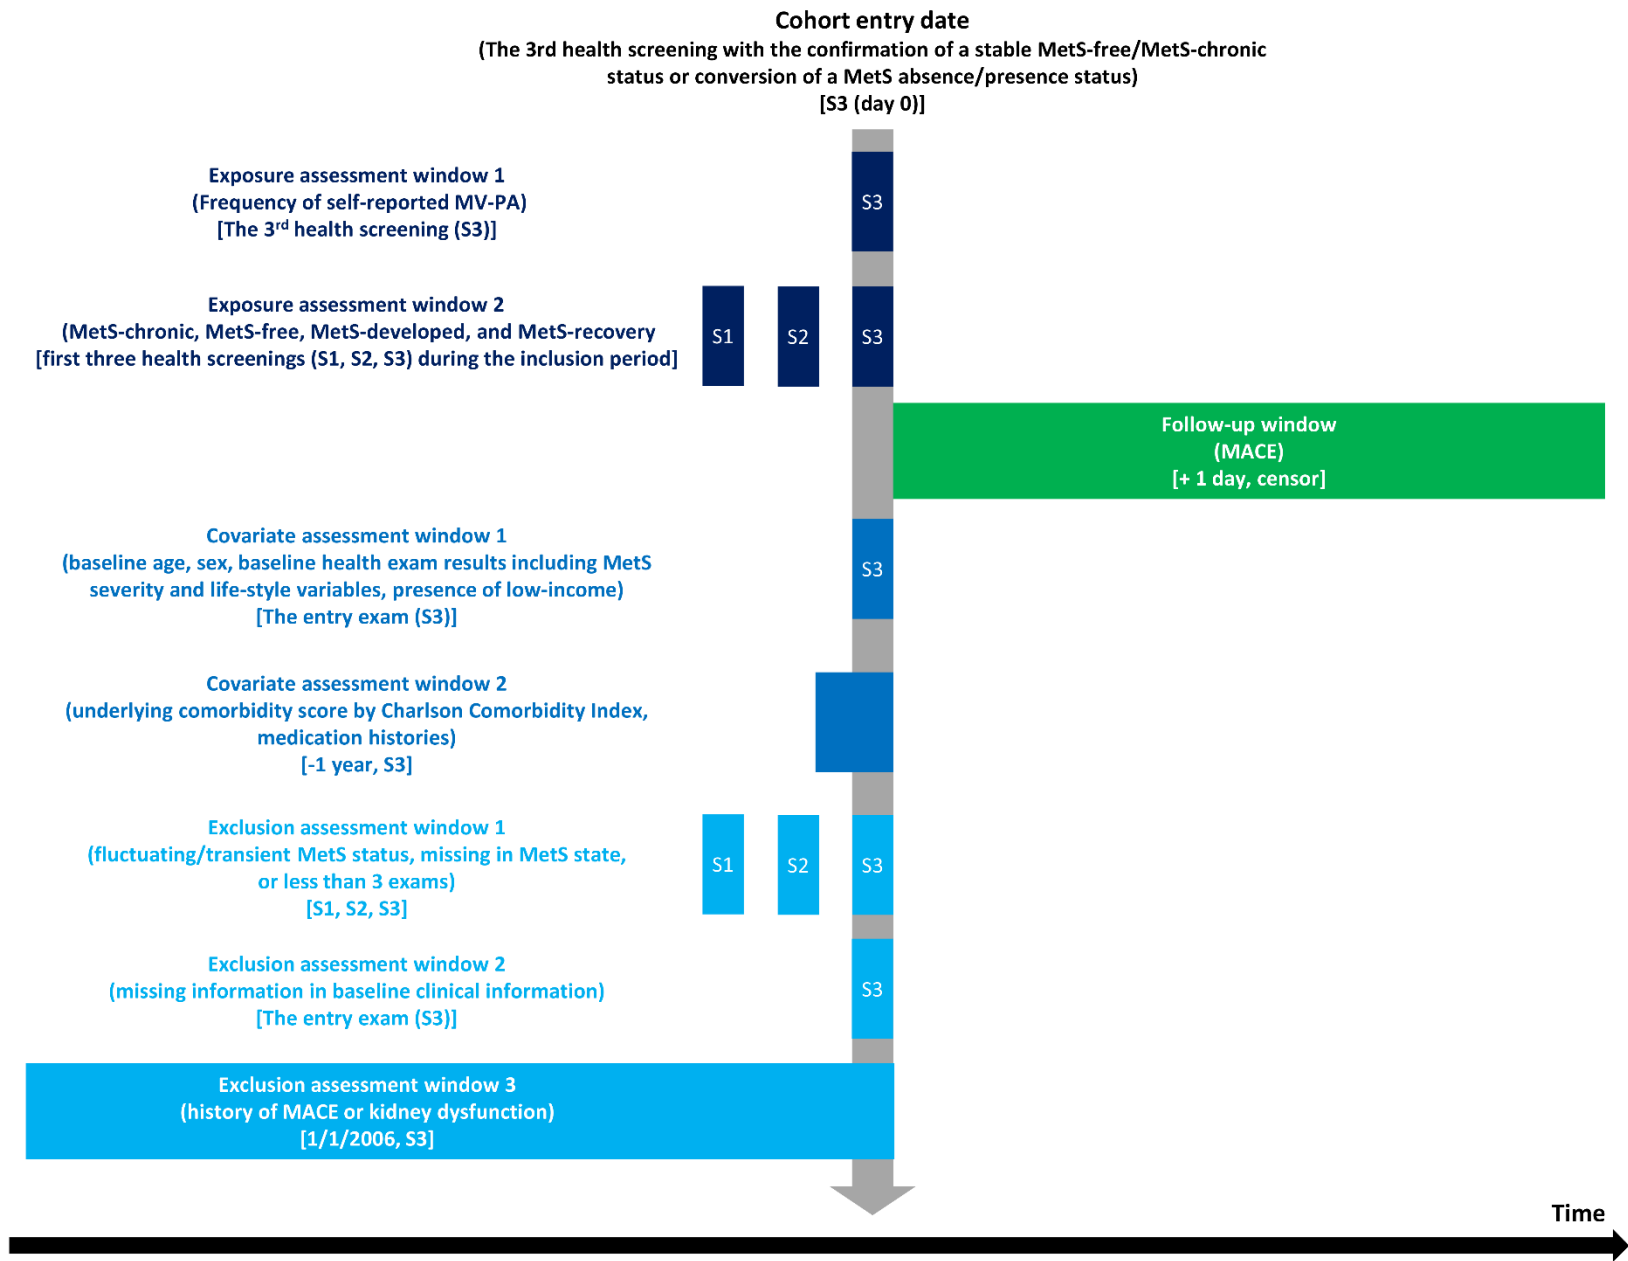 Cohort entry date
(The 3rd health screening with the confirmation of a stable MetS-free/MetS-chronic
status or conversion of a MetS absence/presence status)
[S3 (day 0)]
Exposure assessment window 1
(Frequency of self-reported MV-PA)
[The 3rd health screening (S3)]
S3
Exposure assessment window 2
(MetS-chronic, MetS-free, MetS-developed, and MetS-recovery
[first three health screenings (S1, S2, S3) during the inclusion period]
S1 S2 S3
Follow-up window
(MACE)
[+ 1 day, censor]
Covariate assessment window 1
(baseline age, sex, baseline health exam results including MetS
severity and life-style variables, presence of low-income)
[The entry exam (S3)]
S3
Covariate assessment window 2
(underlying comorbidity score by Charlson Comorbidity Index,
medication histories)
[-1 year, S3]
Exclusion assessment window 1
(fluctuating/transient MetS status, missing in MetS state,
or less than 3 exams)
[S1, S2, S3]
S1 S2 S3
Exclusion assessment window 2
(missing information in baseline clinical information)
[The entry exam (S3)]
S3
Exclusion assessment window 3
(history of MACE or kidney dysfunction)
[1/1/2006, S3]
Time